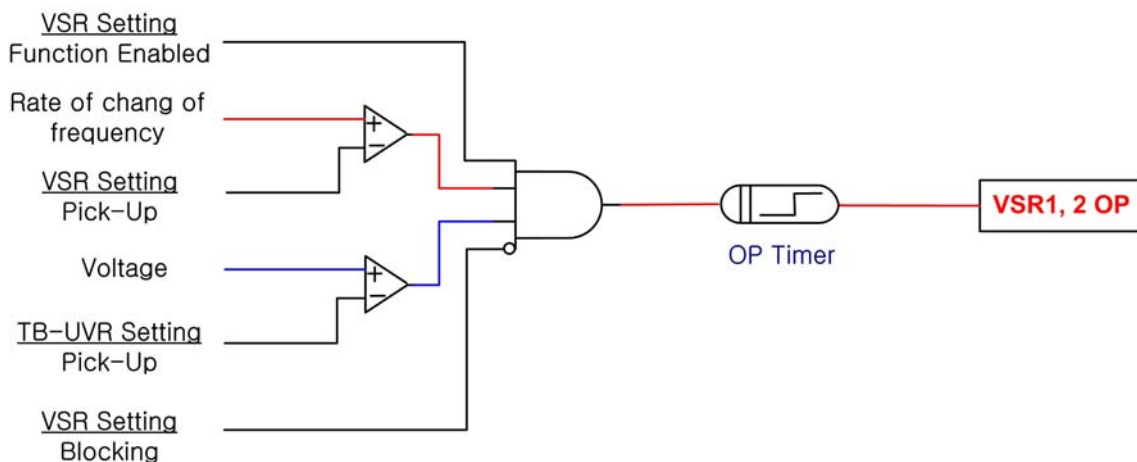 VSR Setting
Function Enabled
Rate of chang of
frequency
VSR Setting
Pick-Up
Voltage
TB-UVR Setting
Pick-Up
VSR Setting
Blocking
OP Timer
VSR1, 2 OP